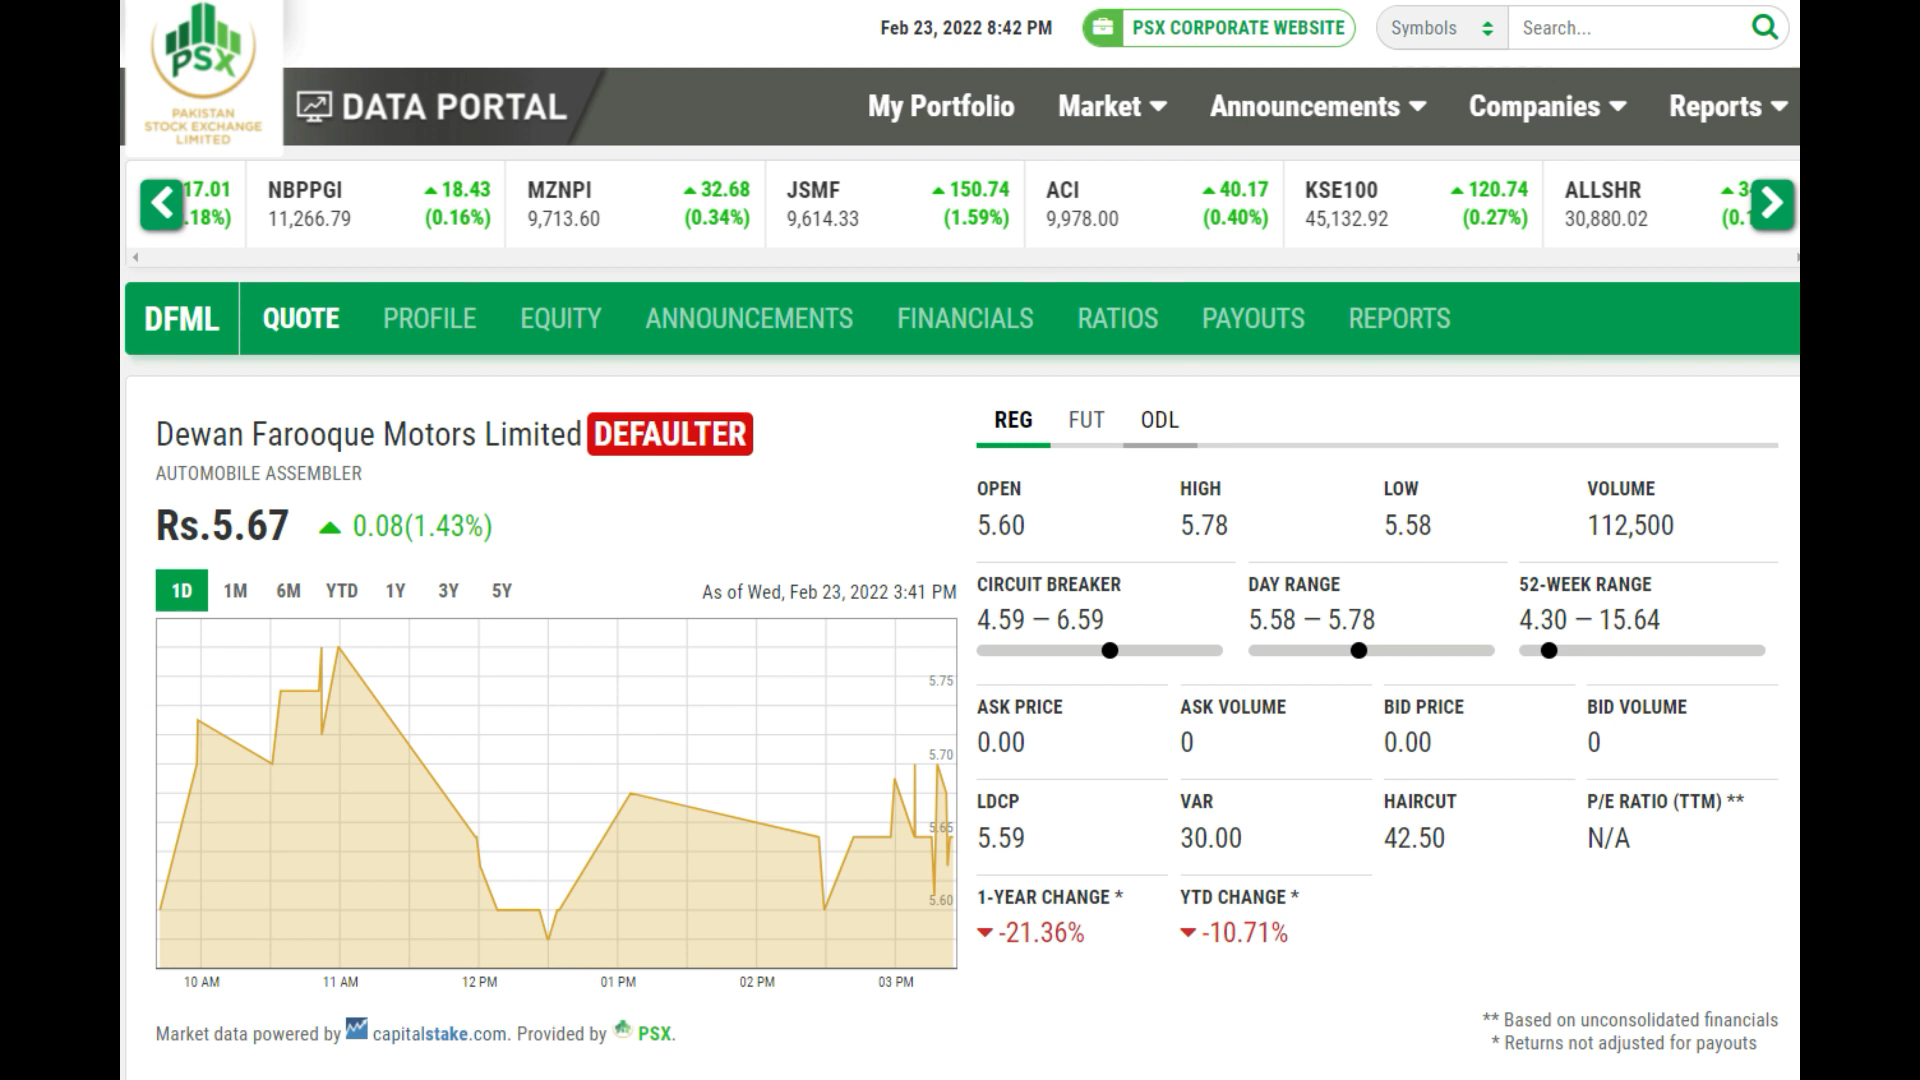 PSX
PAKISTAN
STOCK EXCHANGE
LIMITED
Feb 23, 2022 8:42 PM
PSX CORPORATE WEBSITE
Symbols
Search...
DATA PORTAL
My Portfolio
Market
Announcements
Companies
Reports
17.01
.18%)
NBPPGI 18.43
11,266.79 (0.16%)
MZNPI 32.68
9,713.60 (0.34%)
JSMF 150.74
9,614.33 (1.59%)
ACI 40.17
9,978.00 (0.40%)
KSE100 120.74
45,132.92 (0.27%)
ALLSHR
30,880.02
DFML QUOTE PROFILE EQUITY ANNOUNCEMENTS FINANCIALS RATIOS PAYOUTS REPORTS
Dewan Farooque Motors Limited DEFAULTER
AUTOMOBILE ASSEMBLER
Rs.5.67 0.08(1.43%)
1D 1M 6M YTD 1Y 3Y 5Y
As of Wed, Feb 23, 2022 3:41 PM
5.75
5.70
5.65
5.60
10 AM 11 AM 12 PM 01 PM 02 PM 03 PM
Market data powered by capitalstake.com. Provided by PSX.
REG FUT ODL
OPEN HIGH LOW VOLUME
5.60 5.78 5.58 112,500
CIRCUIT BREAKER DAY RANGE 52-WEEK RANGE
4.59 — 6.59 5.58 — 5.78 4.30 — 15.64
ASK PRICE ASK VOLUME BID PRICE BID VOLUME
0.00 0 0.00 0
LDCP VAR HAIRCUT P/E RATIO (TTM) **
5.59 30.00 42.50 N/A
1-YEAR CHANGE * YTD CHANGE *
-21.36% -10.71%
** Based on unconsolidated financials
* Returns not adjusted for payouts